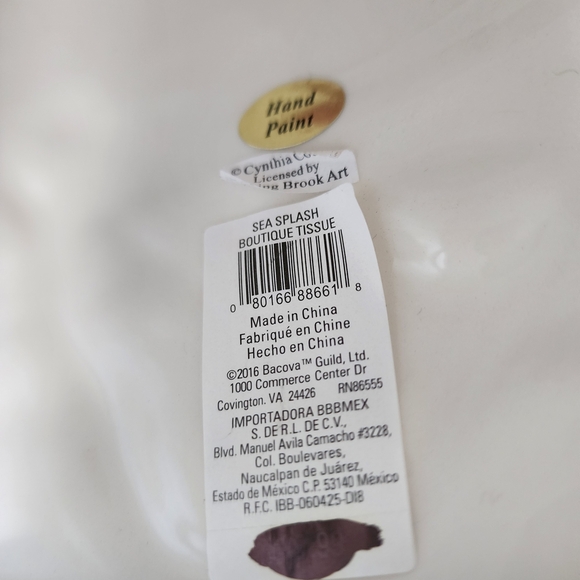 Hand
Paint
© Cynthia
Licensed by
Brook Art
SEA SPLASH
BOUTIQUE TISSUE
0 80166 88661 8
Made in China
Fabriqué en Chine
Hecho en China
©2016 Bacova™ Guild, Ltd.
1000 Commerce Center Dr
Covington. VA 24426 RN86555
IMPORTADORA BBBMEX
S. DE R.L. DE C.V.,
Blvd. Manuel Avila Camacho #3228,
Col. Boulevares,
Naucalpan de Juárez,
Estado de México C.P. 53140 México
R.F.C. IBB-060425-DI8